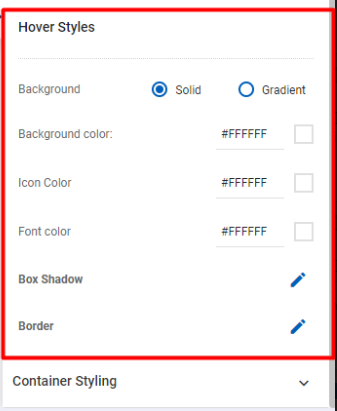 Hover Styles
Background Solid Gradient
Background color: #FFFFFF
Icon Color #FFFFFF
Font color #FFFFFF
Box Shadow
Border
Container Styling